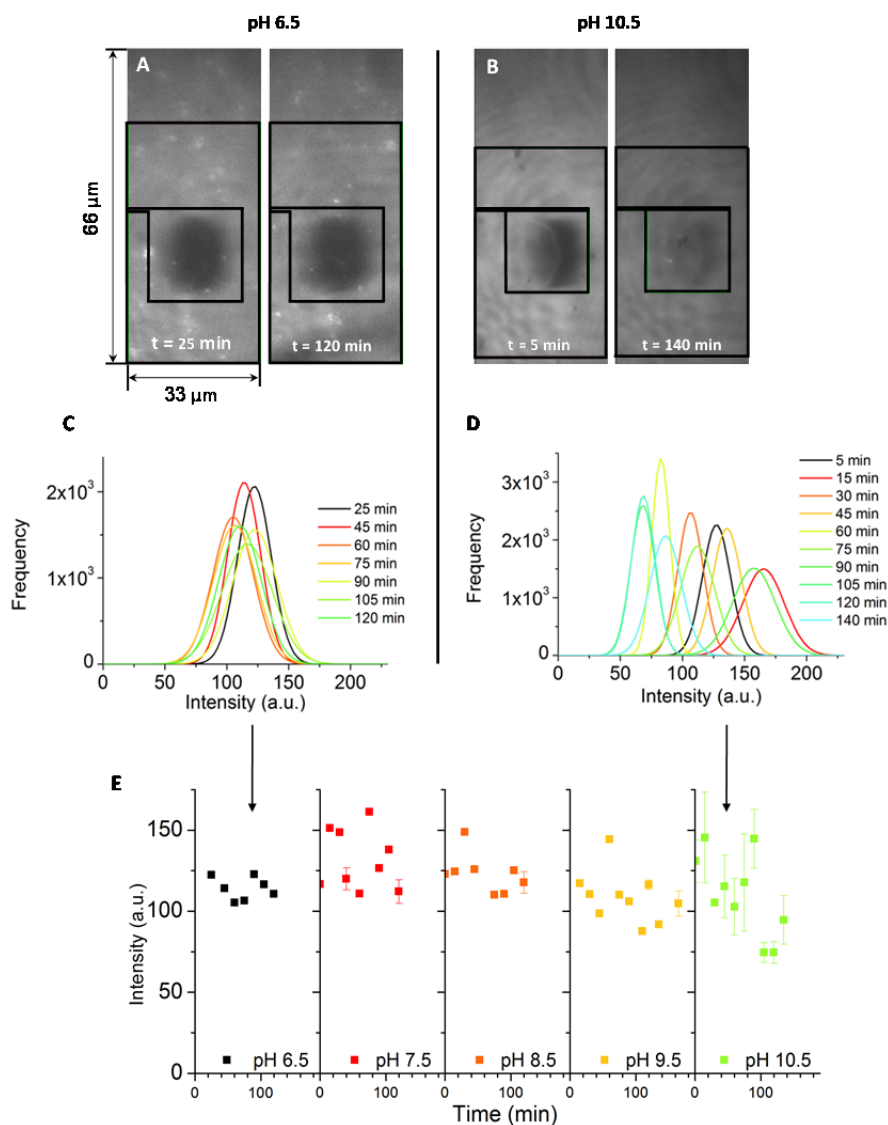 pH 6.5
pH 10.5
A
B
66 µm
t = 25 min
t = 120 min
t = 5 min
t = 140 min
33 µm
C
D
2x10³
1x10³
0
Frequency
0 50 100 150 200
Intensity (a.u.)
25 min
45 min
60 min
75 min
90 min
105 min
120 min
3x10³
2x10³
1x10³
0
Frequency
0 50 100 150 200
Intensity (a.u.)
5 min
15 min
30 min
45 min
60 min
75 min
90 min
105 min
120 min
140 min
E
150
100
50
0
Intensity (a.u.)
pH 6.5
pH 7.5
pH 8.5
pH 9.5
pH 10.5
0 100 0 100 0 100 0 100 0 100
Time (min)